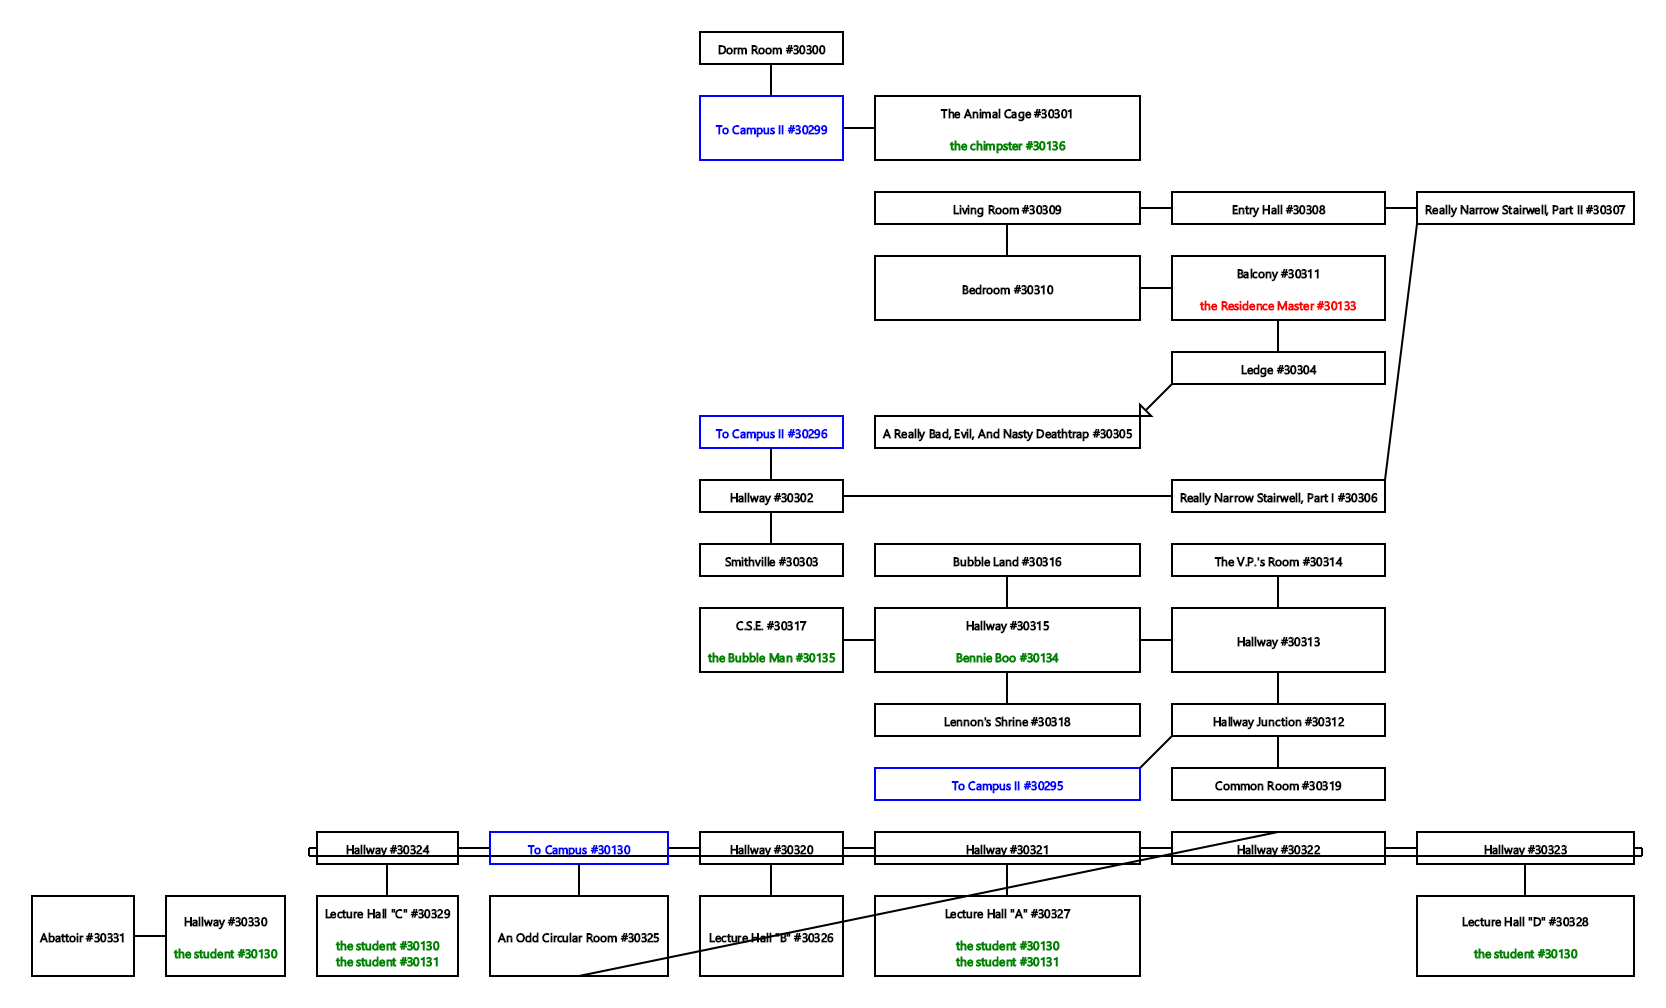 Dorm Room #30300
To Campus II #30299
The Animal Cage #30301
the chimpster #30136
Living Room #30309
Entry Hall #30308
Really Narrow Stairwell, Part II #30307
Bedroom #30310
Balcony #30311
the Residence Master #30133
Ledge #30304
To Campus II #30296
A Really Bad, Evil, And Nasty Deathtrap #30305
Hallway #30302
Really Narrow Stairwell, Part I #30306
Smithville #30303
Bubble Land #30316
The V.P.'s Room #30314
C.S.E. #30317
the Bubble Man #30135
Hallway #30315
Bennie Boo #30134
Hallway #30313
Lennon's Shrine #30318
Hallway Junction #30312
To Campus II #30295
Common Room #30319
Hallway #30324
To Campus #30130
Hallway #30320
Hallway #30321
Hallway #30322
Hallway #30323
Abattoir #30331
Hallway #30330
the student #30130
Lecture Hall "C" #30329
the student #30130
the student #30131
An Odd Circular Room #30325
Lecture Hall "B" #30326
Lecture Hall "A" #30327
the student #30130
the student #30131
Lecture Hall "D" #30328
the student #30130